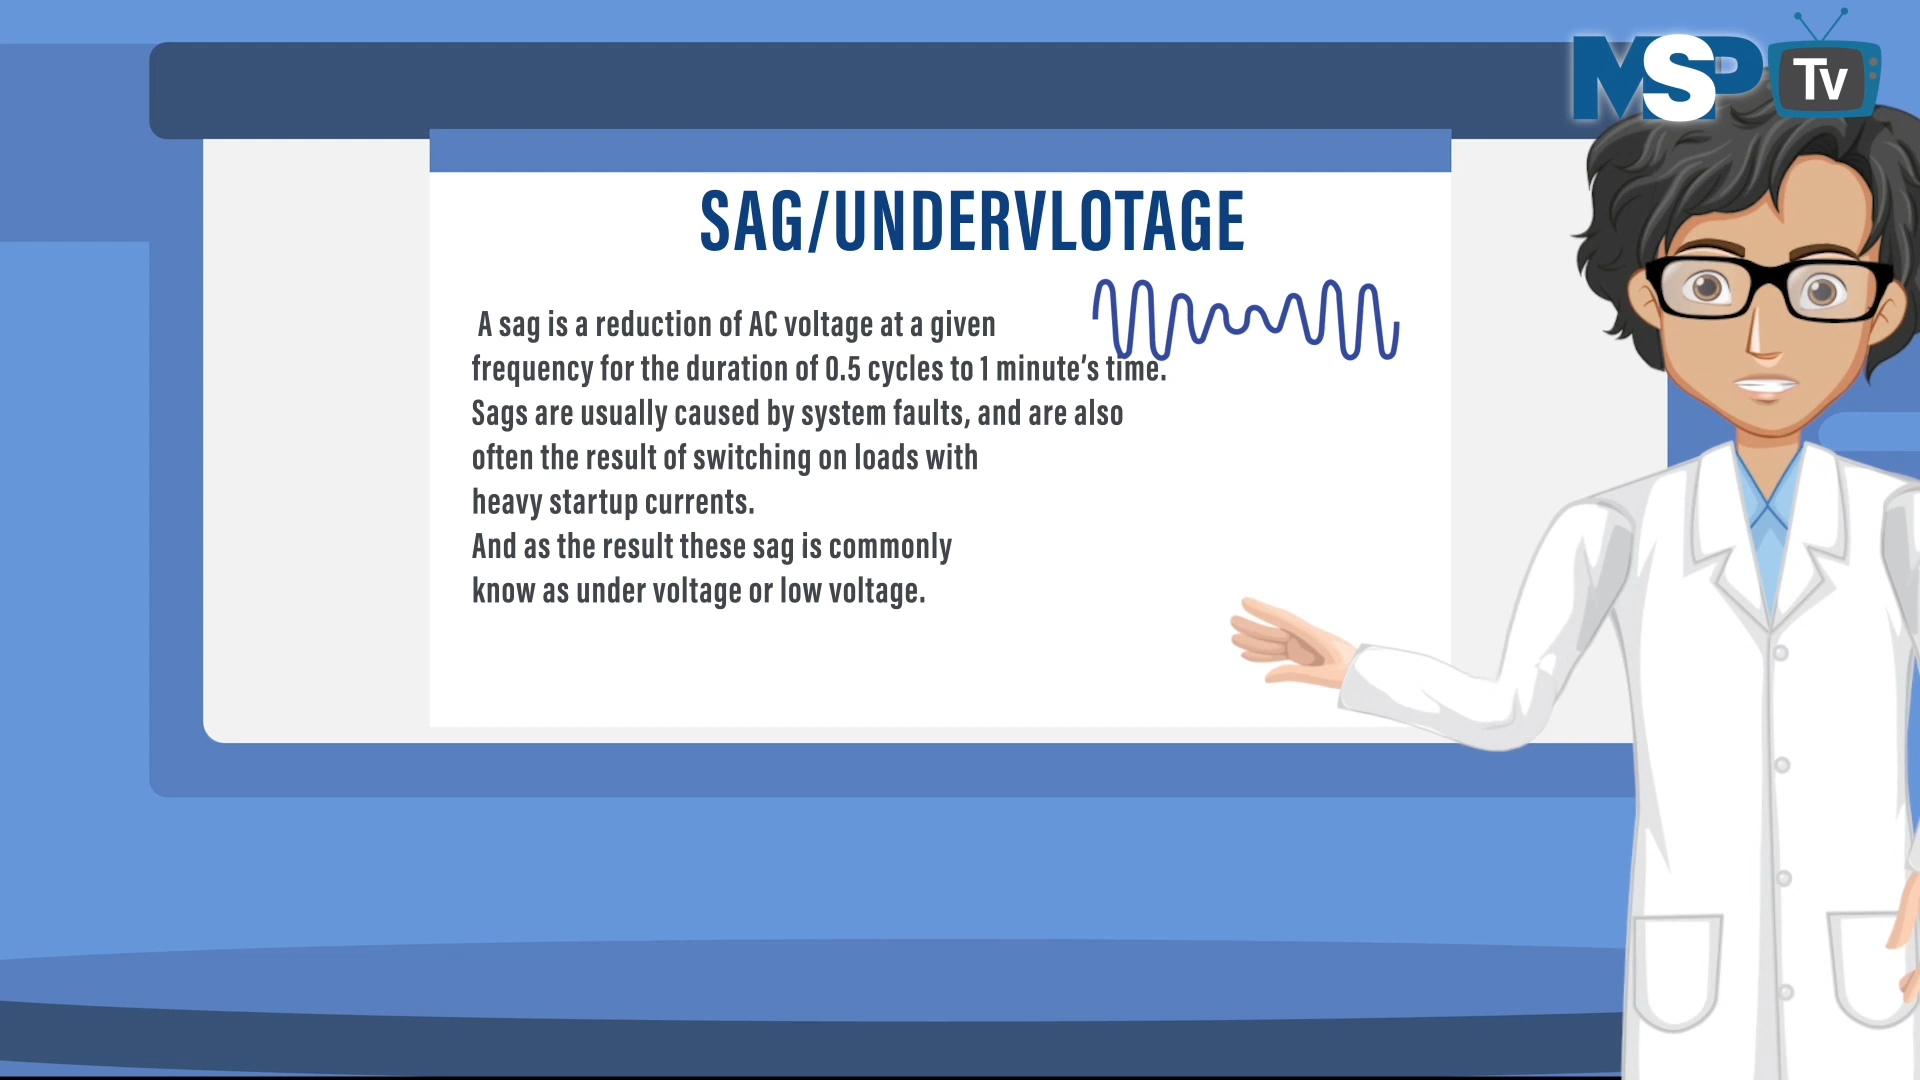 MSP Tv
SAG/UNDERVLOTAGE
A sag is a reduction of AC voltage at a given
frequency for the duration of 0.5 cycles to 1 minute’s time.
Sags are usually caused by system faults, and are also
often the result of switching on loads with
heavy startup currents.
And as the result these sag is commonly
know as under voltage or low voltage.